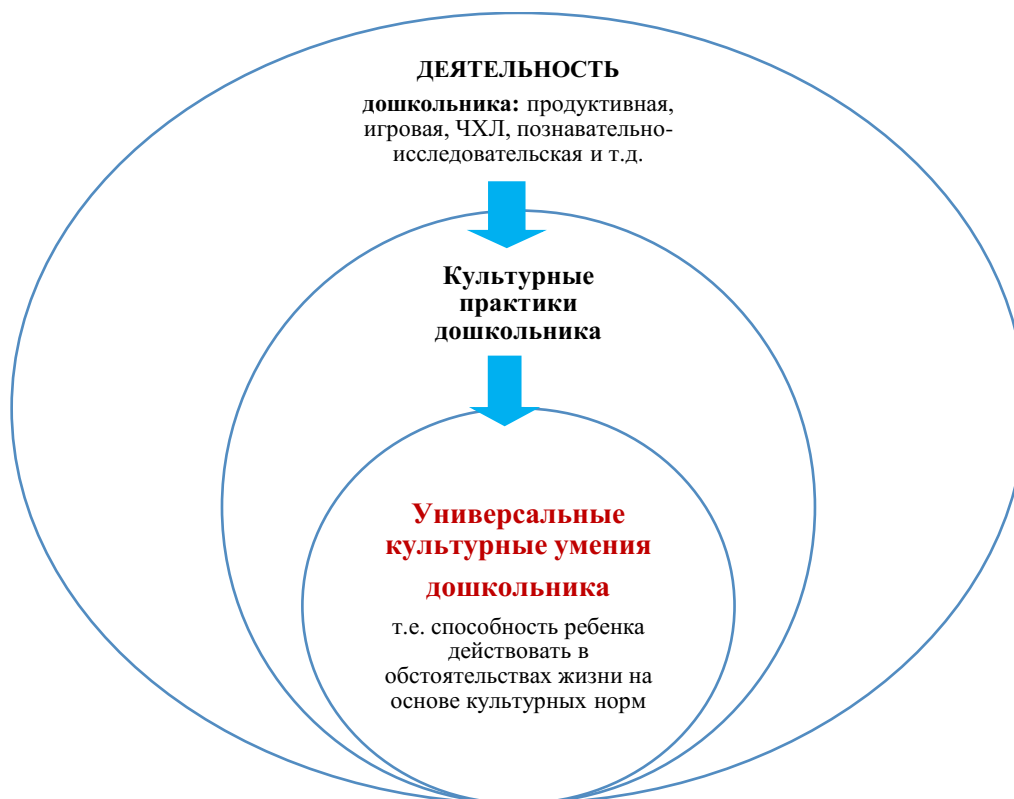 ДЕЯТЕЛЬНОСТЬ
дошкольника: продуктивная,
игровая, ЧХЛ, познавательно-
исследовательская и т.д.
Культурные
практики
дошкольника
Универсальные
культурные умения
дошкольника
т.е. способность ребенка
действовать в
обстоятельствах жизни на
основе культурных норм